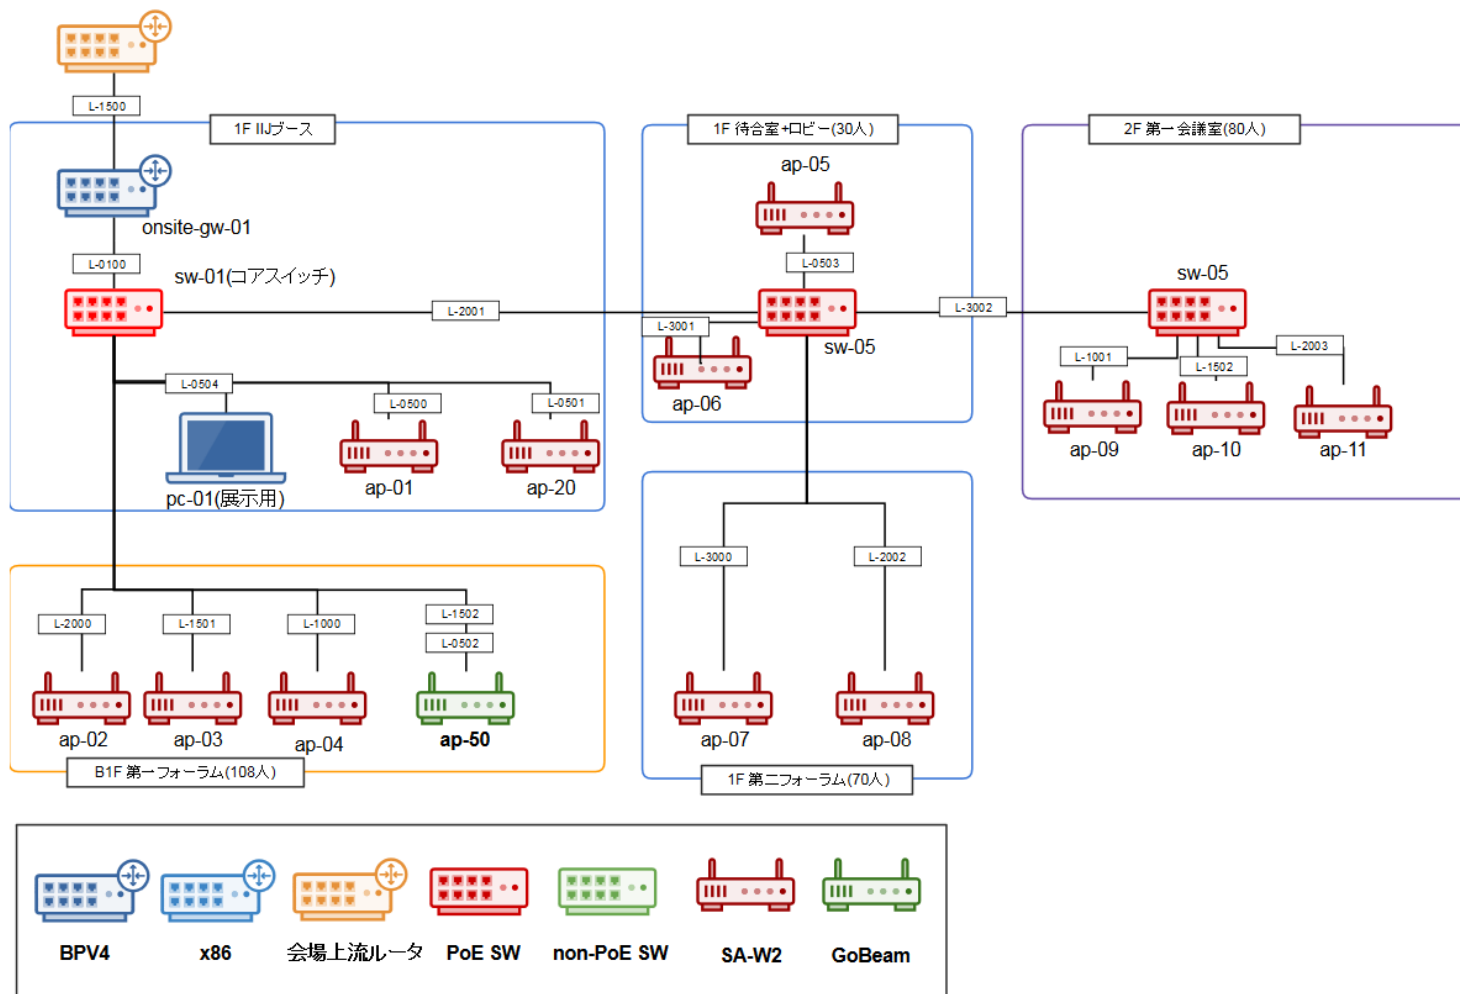 L-1500
1F IIJブース
onsite-gw-01
L-0100
sw-01(コアスイッチ)
L-2001
L-0504
L-0500
L-0501
pc-01(展示用)
ap-01
ap-20
1F 待合室+ロビー(30人)
ap-05
L-0503
L-3001
sw-05
ap-06
L-3002
2F 第一会議室(80人)
sw-05
L-1001
L-1502
L-2003
ap-09
ap-10
ap-11
L-2000
L-1501
L-1000
L-1502
L-0502
ap-02
ap-03
ap-04
ap-50
B1F 第一フォーラム(108人)
L-3000
L-2002
ap-07
ap-08
1F 第二フォーラム(70人)
BPV4
x86
会場上流ルータ
PoE SW
non-PoE SW
SA-W2
GoBeam